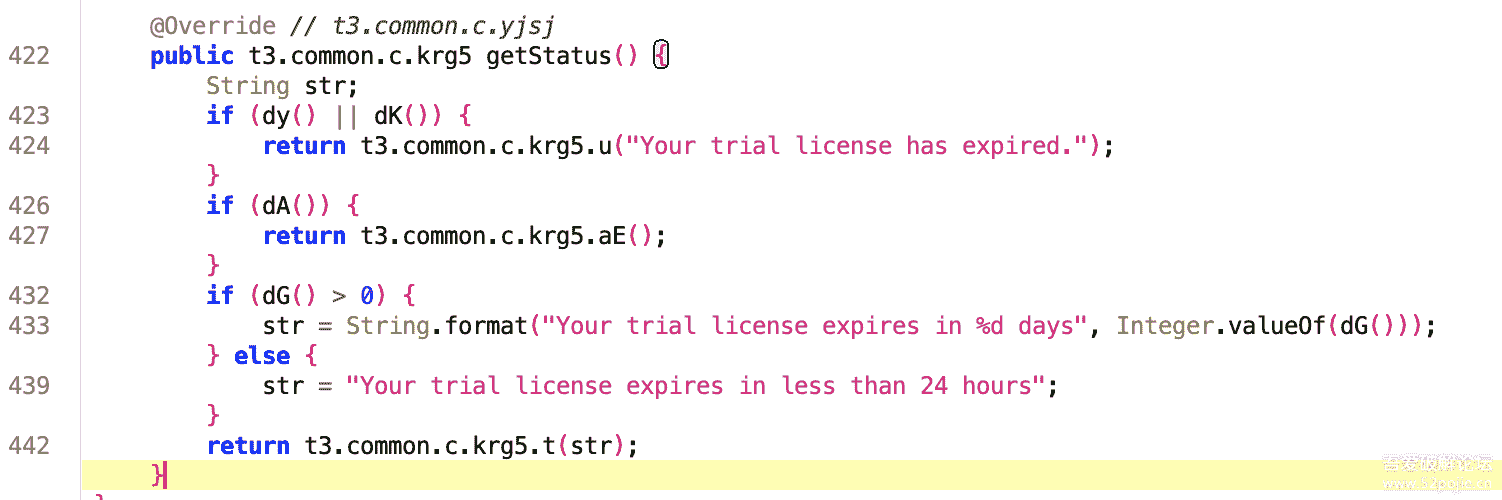 @Override // t3.common.c.yjsj
422 public t3.common.c.krg5 getStatus() {
String str;
423 if (dy() || dK()) {
424 return t3.common.c.krg5.u("Your trial license has expired.");
}
426 if (dA()) {
427 return t3.common.c.krg5.aE();
}
432 if (dG() > 0) {
433 str = String.format("Your trial license expires in %d days", Integer.valueOf(dG()));
} else {
439 str = "Your trial license expires in less than 24 hours";
}
442 return t3.common.c.krg5.t(str);
}
}